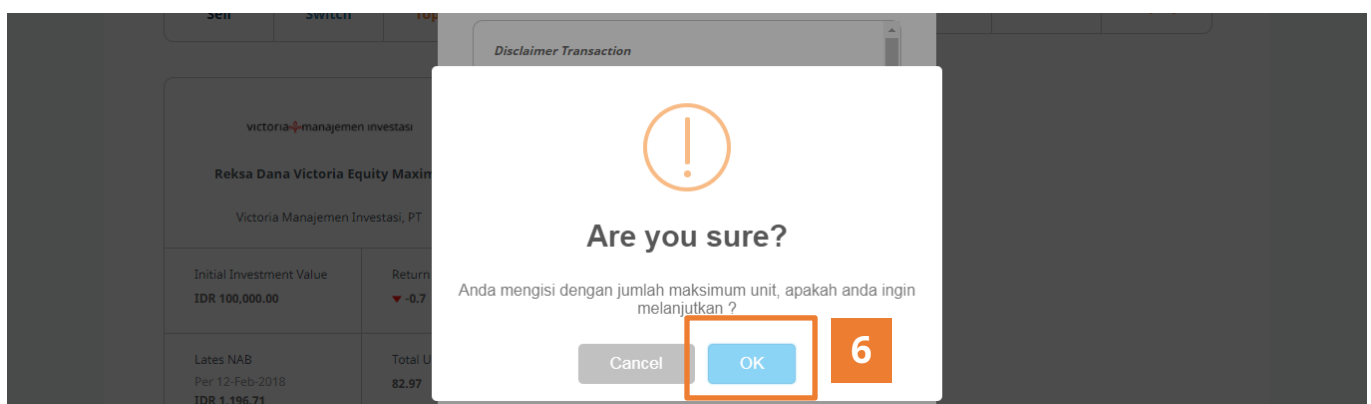 Sell Switch Top
Disclaimer Transaction
victoria manajemen investasi
Reksa Dana Victoria Equity Maxim
Victoria Manajemen Investasi, PT
Initial Investment Value Return
IDR 100,000.00 ▼ -0.7
Lates NAB Total U
Per 12-Feb-2018 82.97
IDR 1,196.71
Are you sure?
Anda mengisi dengan jumlah maksimum unit, apakah anda ingin
melanjutkan ?
Cancel OK
6